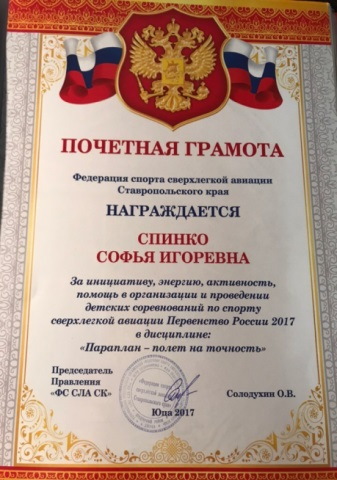 ПОЧЕТНАЯ ГРАМОТА
Федерация спорта сверхлегкой авиации
Ставропольского края
НАГРАЖДАЕТСЯ
СПИНКО
СОФЬЯ ИГОРЕВНА
За инициативу, энергию, активность,
помощь в организации и проведении
детских соревнований по спорту
сверхлегкой авиации Первенство России 2017
в дисциплине:
«Параплан – полет на точность»
Председатель
Правления
«ФС СЛА СК»
Солодухин О.В.
Юца 2017